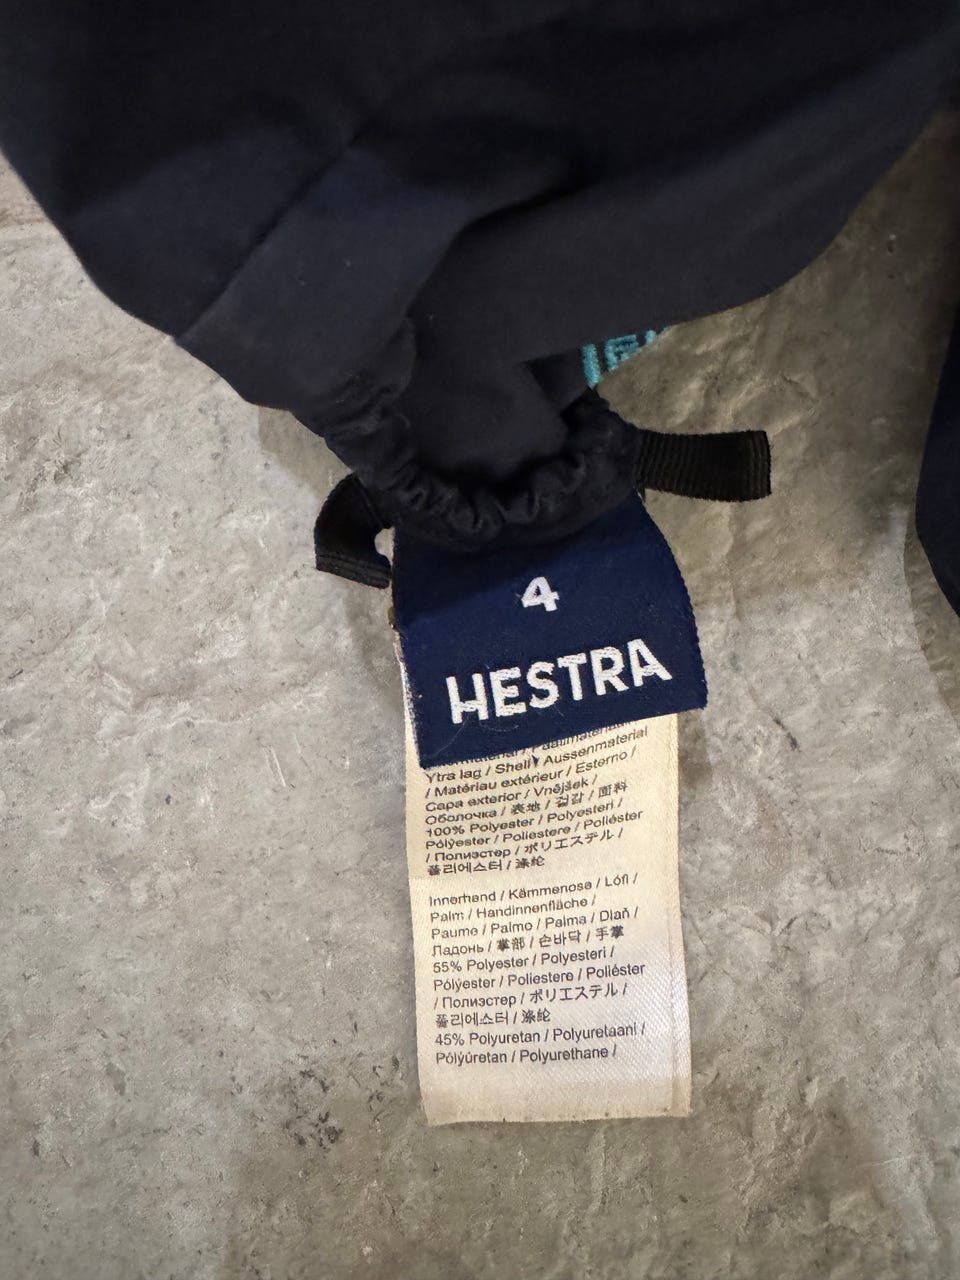 4
HESTRA
Ytra lag / Shell / Aussenmaterial
/ Matériau extérieur / Esterno /
Capa exterior / Vnějšek /
Оболочка / 表地 / 겉감 / 面料
100% Polyester / Polyesteri /
Pólýester / Poliestere / Poliéster
/ Полиэстер / ポリエステル /
폴리에스터 / 涤纶
Innerhand / Kämmenosa / Lófi /
Palm / Handinnenfläche /
Paume / Palmo / Palma / Dlaň /
Ладонь / 掌部 / 손바닥 / 手掌
55% Polyester / Polyesteri /
Pólýester / Poliestere / Poliéster
/ Полиэстер / ポリエステル /
폴리에스터 / 涤纶
45% Polyuretan / Polyuretaani /
Pólýúretan / Polyurethane /